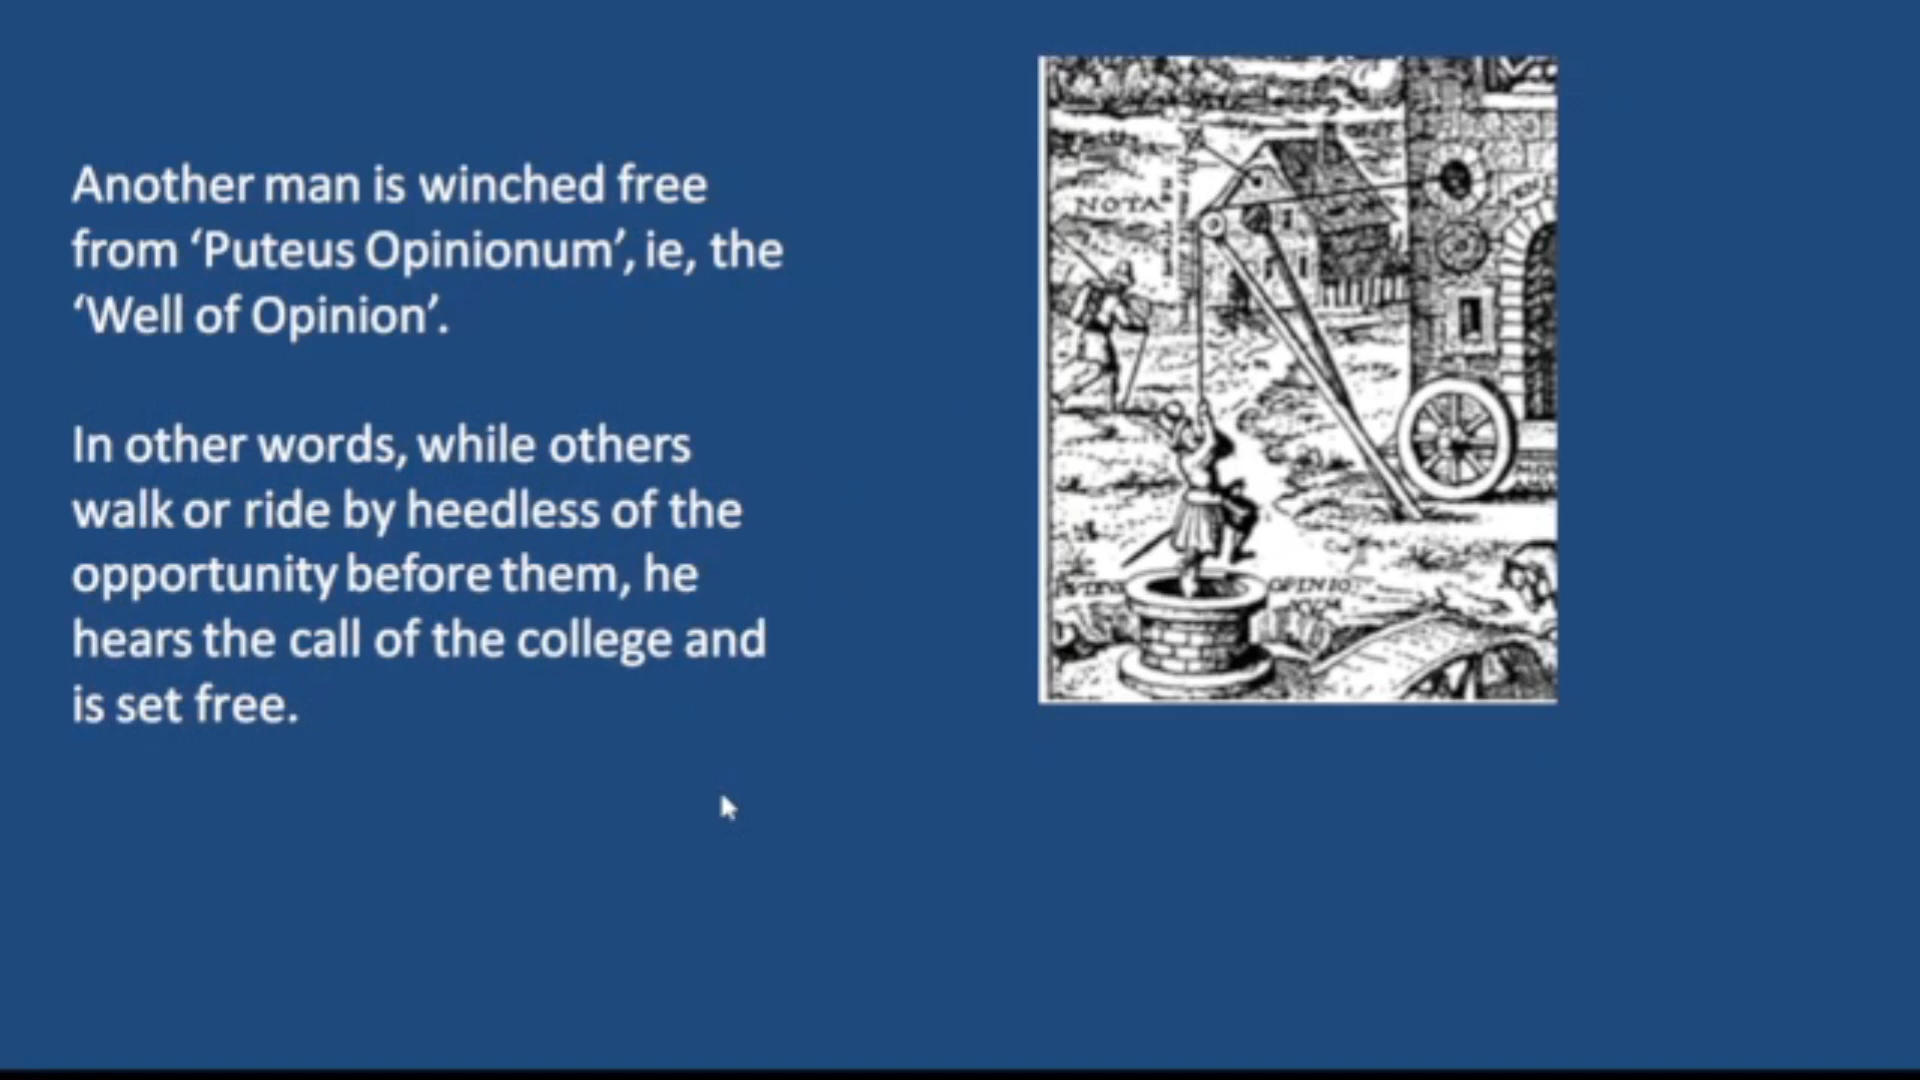 Another man is winched free
from ‘Puteus Opinionum’, ie, the
‘Well of Opinion’.
In other words, while others
walk or ride by heedless of the
opportunity before them, he
hears the call of the college and
is set free.
NOTA
OPINIO